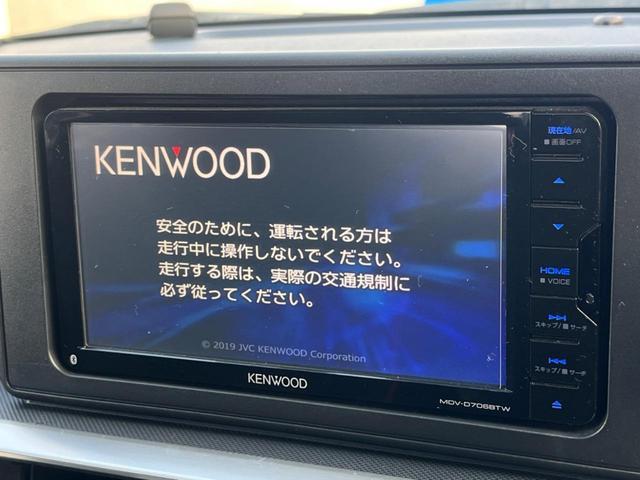 KENWOOD
安全のために、運転される方は
走行中に操作しないでください。
走行する際は、実際の交通規制に
必ず従ってください。
© 2019 JVC KENWOOD Corporation
KENWOOD
MDV-D706BTW
現在地/AV
■ 画面OFF
HOME
■ VOICE
スキップ/■ サーチ
スキップ/■ サーチ